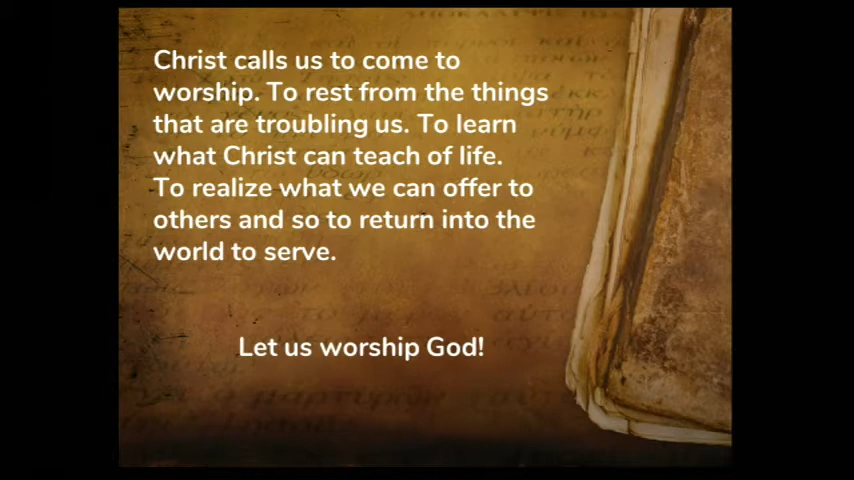 Christ calls us to come to
worship. To rest from the things
that are troubling us. To learn
what Christ can teach of life.
To realize what we can offer to
others and so to return into the
world to serve.
Let us worship God!